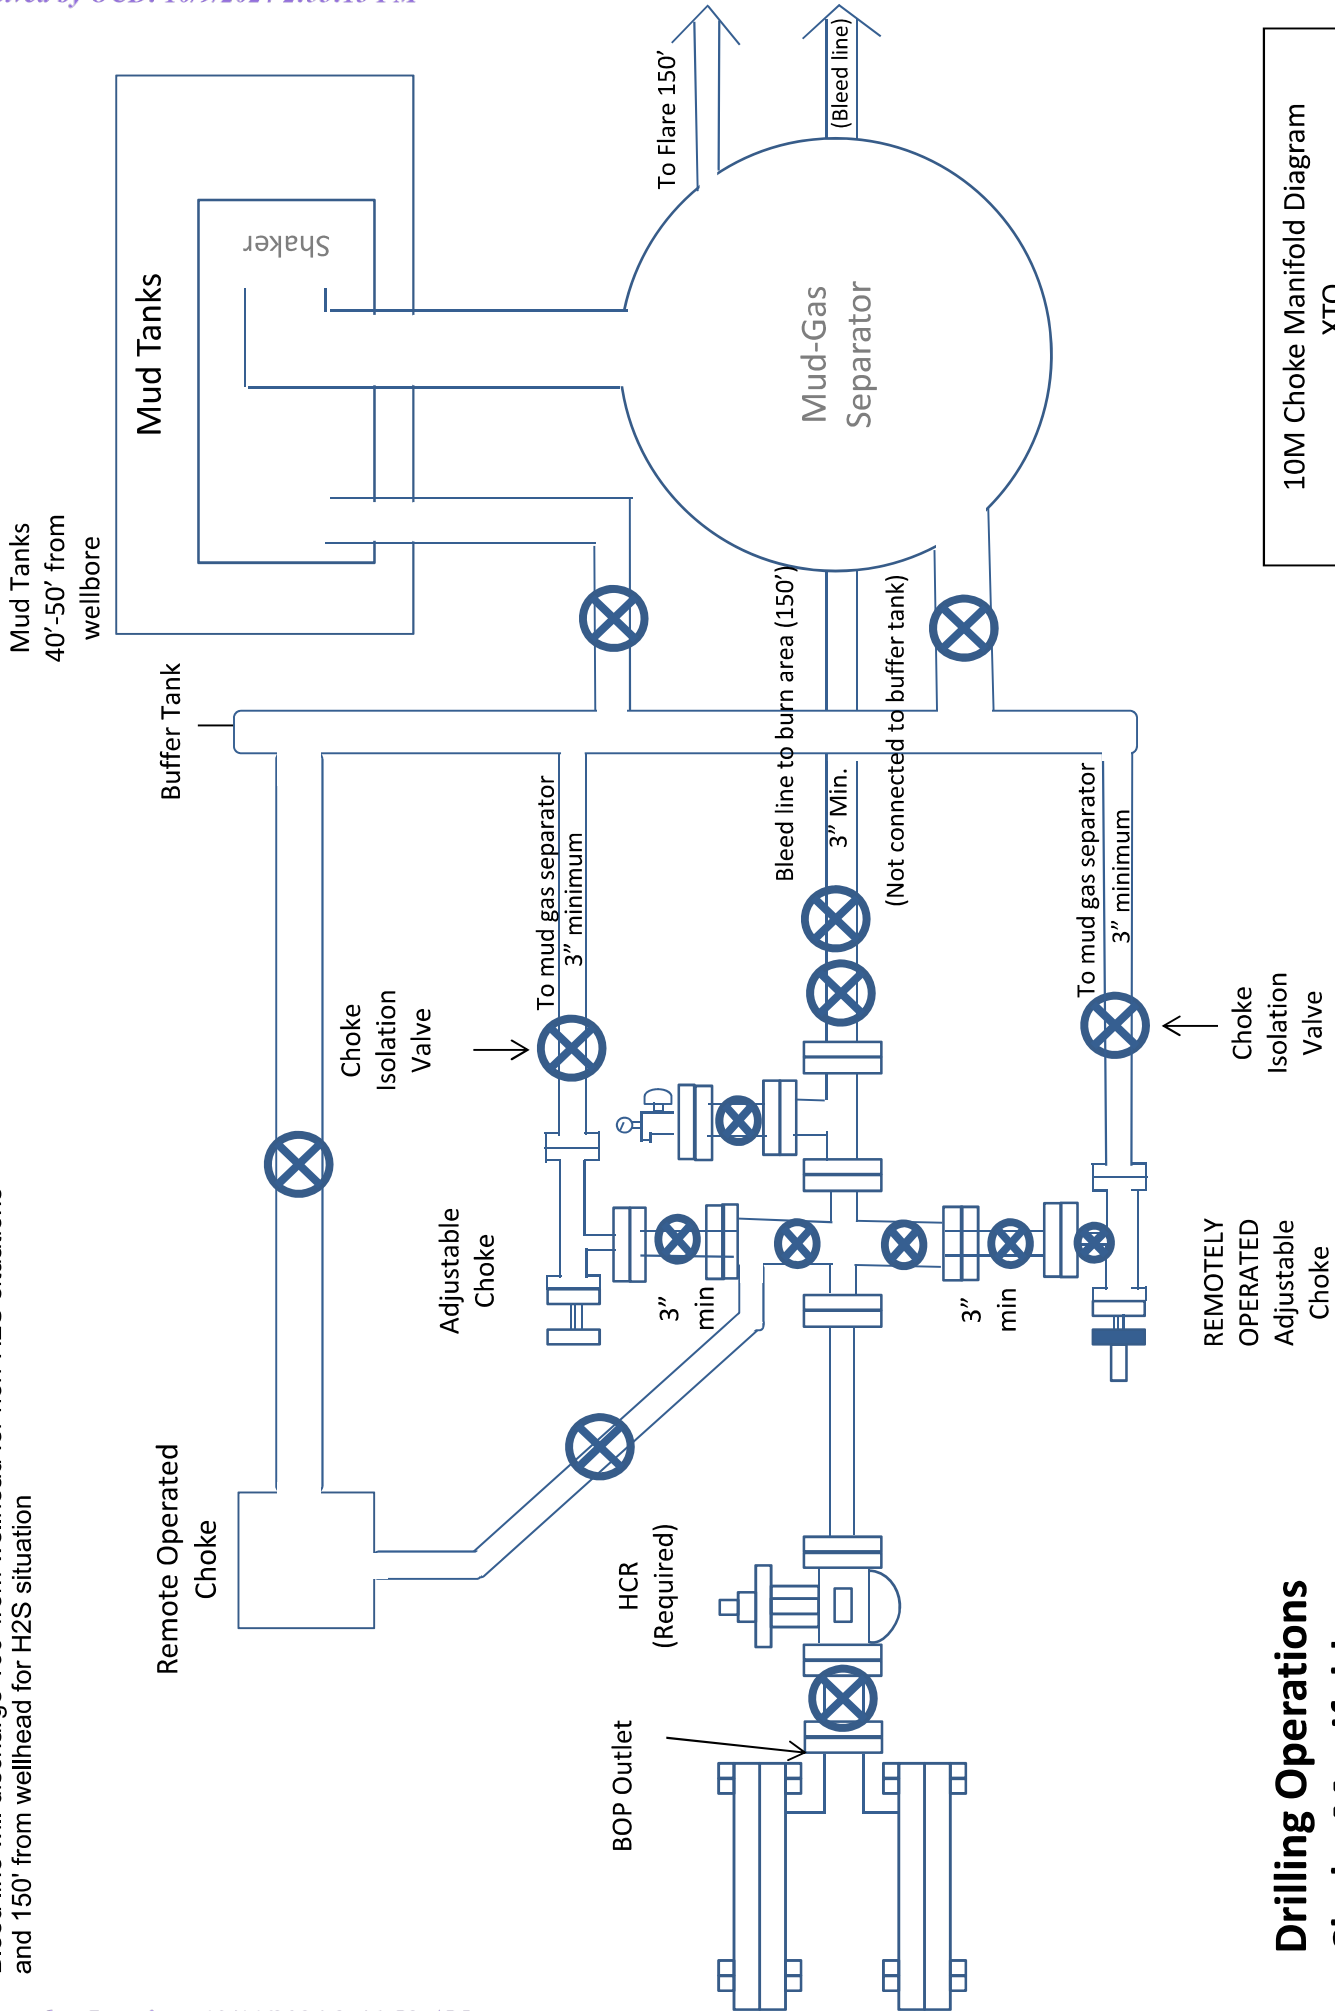 and 150' from wellhead for H2S situation
Mud Tanks
40’-50’ from
wellbore
Mud Tanks
Shaker
To Flare 150’
(Bleed line)
Mud-Gas
Separator
Buffer Tank
Remote Operated
Choke
Choke
Isolation
Valve
To mud gas separator
3” minimum
Adjustable
Choke
3”
min
Bleed line to burn area (150’)
3” Min.
(Not connected to buffer tank)
HCR
(Required)
BOP Outlet
3”
min
To mud gas separator
3” minimum
Choke
Isolation
Valve
REMOTELY
OPERATED
Adjustable
Choke
Drilling Operations
10M Choke Manifold Diagram
XTO